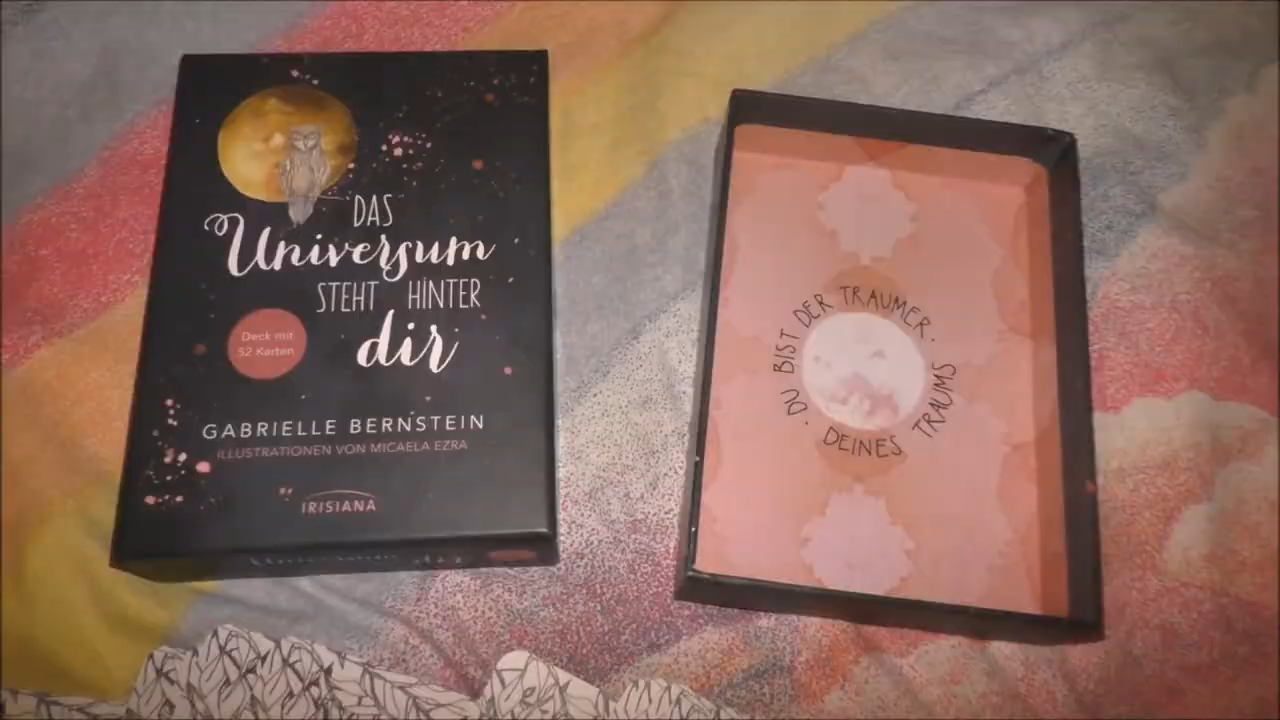 DAS
Universum
STEHT HINTER
dir
Deck mit
52 Karten
GABRIELLE BERNSTEIN
ILLUSTRATIONEN VON MICAELA EZRA
IRISIANA
DU BIST DER TRAUMER.
DEINES TRAUMS.